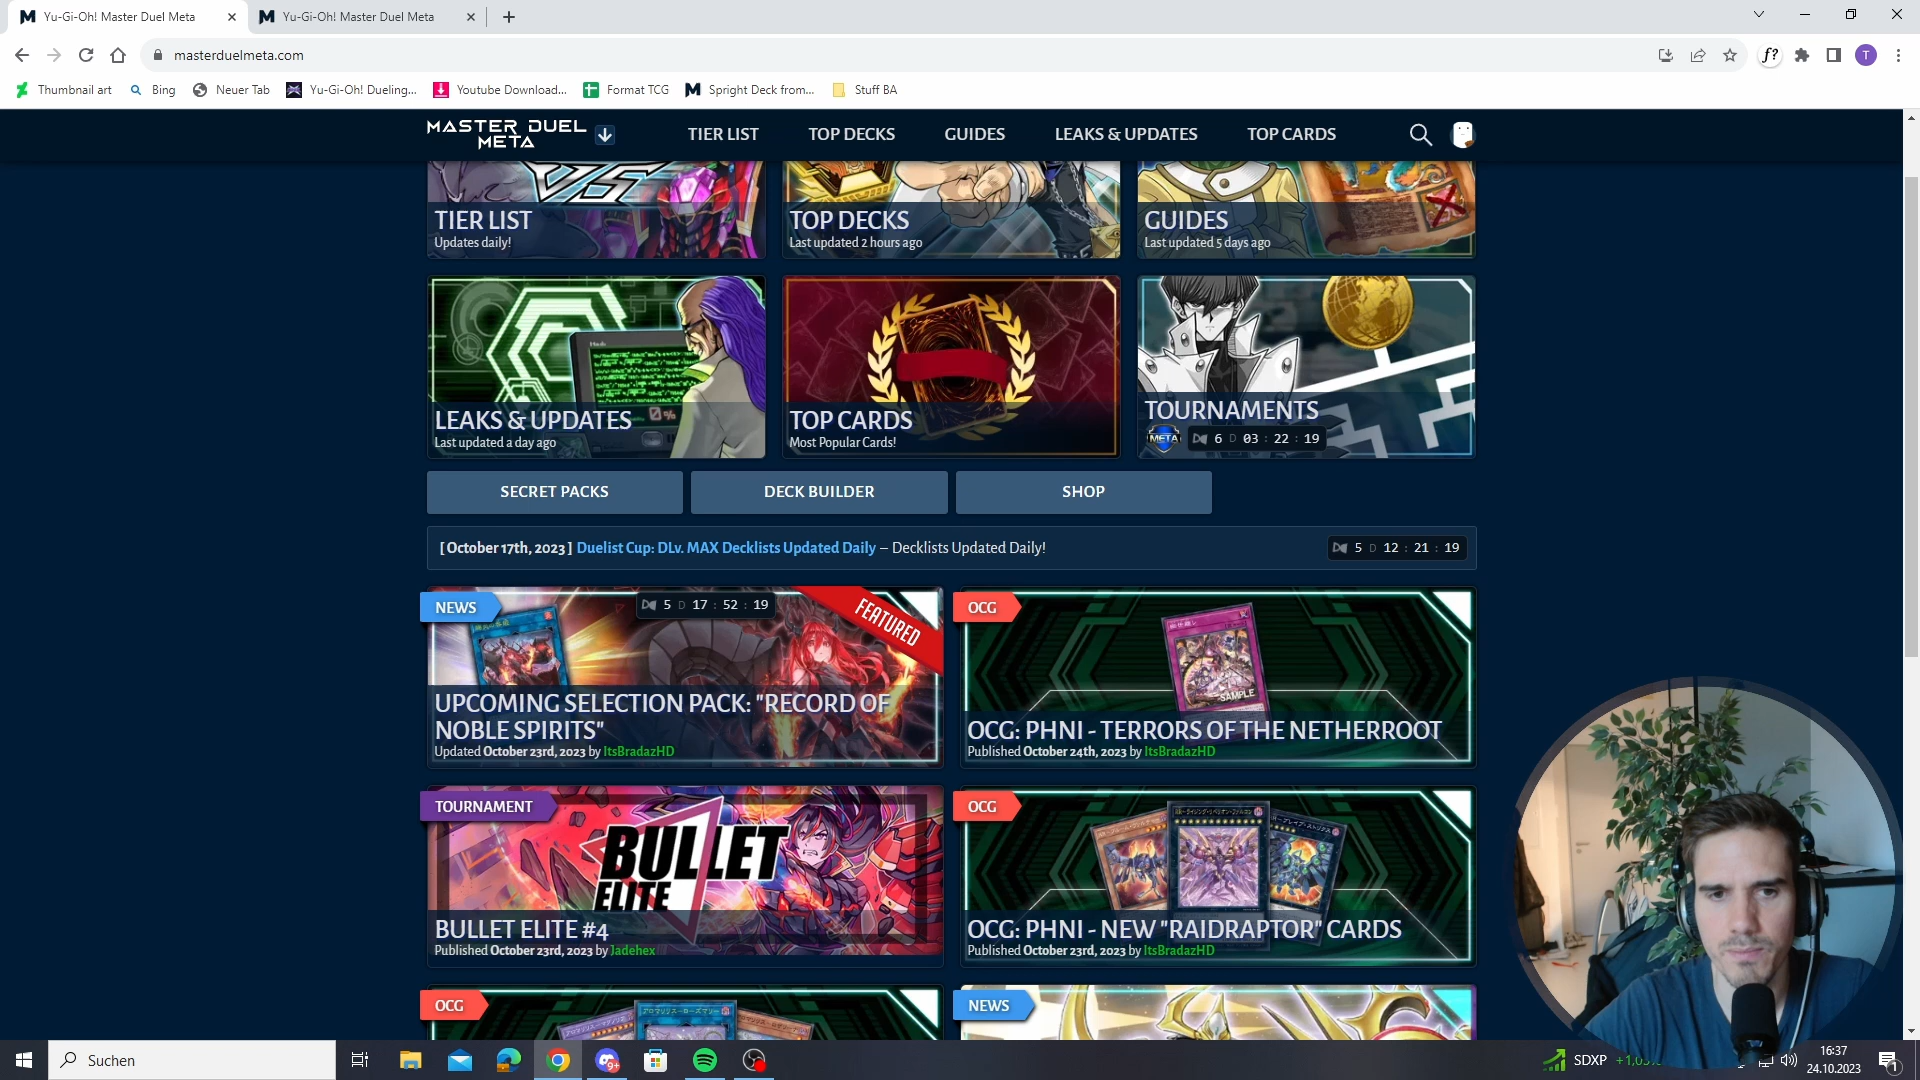 Yu-Gi-Oh! Master Duel Meta
Yu-Gi-Oh! Master Duel Meta
masterduelmeta.com
f?
T
Thumbnail art
Bing
Neuer Tab
Yu-Gi-Oh! Dueling...
Youtube Download...
Format TCG
Spright Deck from...
Stuff BA
MASTER DUEL
META
TIER LIST
TOP DECKS
GUIDES
LEAKS & UPDATES
TOP CARDS
VS
TIER LIST
Updates daily!
TOP DECKS
Last updated 2 hours ago
GUIDES
Last updated 5 days ago
LEAKS & UPDATES
Last updated a day ago
TOP CARDS
Most Popular Cards!
TOURNAMENTS
META
6 D 03 : 22 : 19
SECRET PACKS
DECK BUILDER
SHOP
[ October 17th, 2023 ] Duelist Cup: DLv. MAX Decklists Updated Daily – Decklists Updated Daily!
5 D 12 : 21 : 19
NEWS
5 D 17 : 52 : 19
FEATURED
UPCOMING SELECTION PACK: "RECORD OF
NOBLE SPIRITS"
Updated October 23rd, 2023 by ItsBradazHD
OCG
SAMPLE
OCG: PHNI - TERRORS OF THE NETHERROOT
Published October 24th, 2023 by ItsBradazHD
TOURNAMENT
BULLET
ELITE
BULLET ELITE #4
Published October 23rd, 2023 by Jadehex
OCG
OCG: PHNI - NEW "RAIDRAPTOR" CARDS
Published October 23rd, 2023 by ItsBradazHD
OCG
NEWS
Suchen
9+
SDXP
16:37
24.10.2023
1